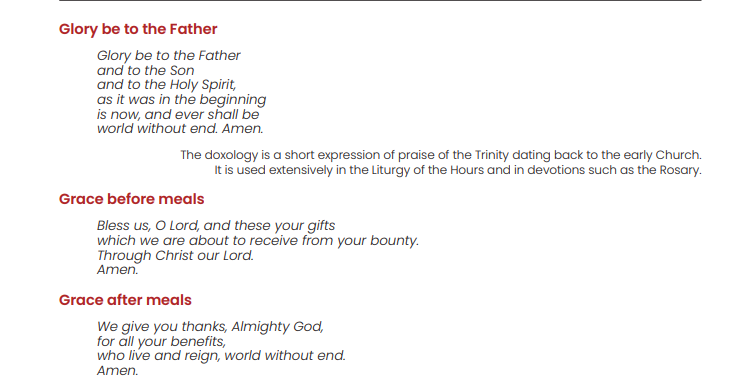 Glory be to the Father
Glory be to the Father
and to the Son
and to the Holy Spirit,
as it was in the beginning
is now, and ever shall be
world without end. Amen.
The doxology is a short expression of praise of the Trinity dating back to the early Church.
It is used extensively in the Liturgy of the Hours and in devotions such as the Rosary.
Grace before meals
Bless us, O Lord, and these your gifts
which we are about to receive from your bounty.
Through Christ our Lord.
Amen.
Grace after meals
We give you thanks, Almighty God,
for all your benefits,
who live and reign, world without end.
Amen.